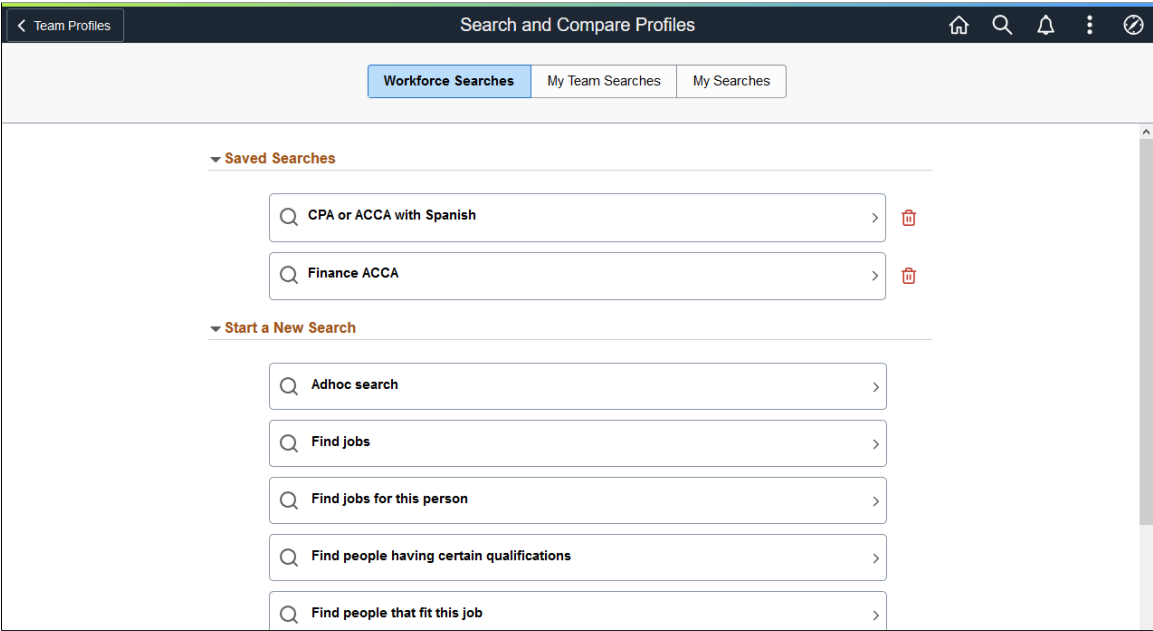 Team Profiles
Search and Compare Profiles
Workforce Searches
My Team Searches
My Searches
Saved Searches
CPA or ACCA with Spanish
Finance ACCA
Start a New Search
Adhoc search
Find jobs
Find jobs for this person
Find people having certain qualifications
Find people that fit this job